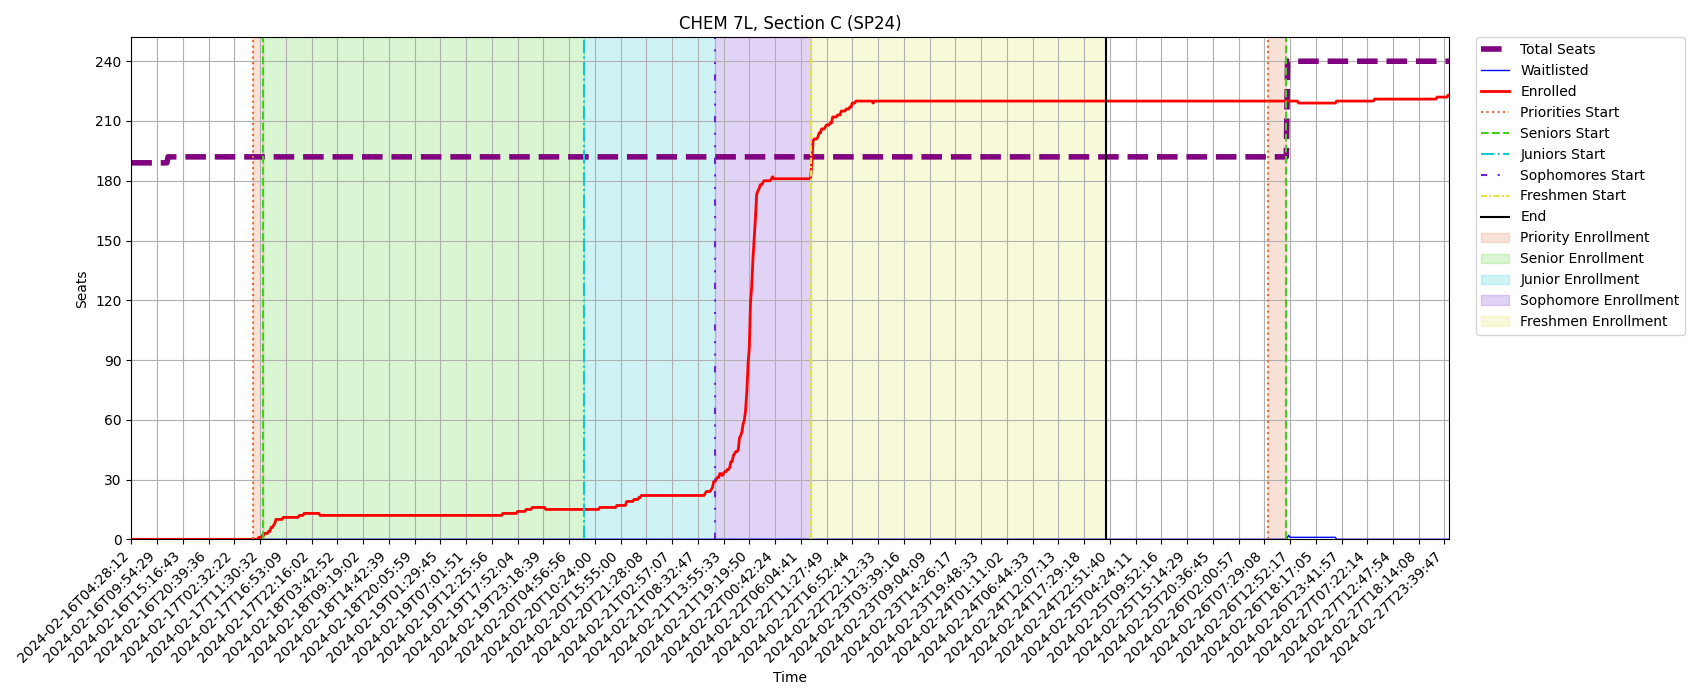 CHEM 7L, Section C (SP24)
Seats
240
210
180
150
120
90
60
30
0
2024-02-16T04:28:12
2024-02-16T09:54:29
2024-02-16T15:16:43
2024-02-16T20:39:36
2024-02-17T02:32:22
2024-02-17T11:30:32
2024-02-17T16:53:09
2024-02-17T22:16:02
2024-02-18T03:42:52
2024-02-18T09:19:02
2024-02-18T14:42:39
2024-02-18T20:05:59
2024-02-19T01:29:45
2024-02-19T07:01:51
2024-02-19T12:25:56
2024-02-19T17:52:04
2024-02-19T23:18:39
2024-02-20T04:56:56
2024-02-20T10:24:00
2024-02-20T15:55:00
2024-02-20T21:28:08
2024-02-21T02:57:07
2024-02-21T08:32:47
2024-02-21T13:55:33
2024-02-21T19:19:50
2024-02-22T00:42:24
2024-02-22T06:04:41
2024-02-22T11:27:49
2024-02-22T16:52:44
2024-02-22T22:12:33
2024-02-23T03:39:16
2024-02-23T09:04:09
2024-02-23T14:26:17
2024-02-23T19:48:33
2024-02-24T01:11:02
2024-02-24T06:44:33
2024-02-24T12:07:13
2024-02-24T17:29:18
2024-02-24T22:51:40
2024-02-25T04:24:11
2024-02-25T09:52:16
2024-02-25T15:14:29
2024-02-25T20:36:45
2024-02-26T02:00:57
2024-02-26T07:29:08
2024-02-26T12:52:17
2024-02-26T18:17:05
2024-02-26T23:41:57
2024-02-27T07:22:14
2024-02-27T12:47:54
2024-02-27T18:14:08
2024-02-27T23:39:47
Time
Total Seats
Waitlisted
Enrolled
Priorities Start
Seniors Start
Juniors Start
Sophomores Start
Freshmen Start
End
Priority Enrollment
Senior Enrollment
Junior Enrollment
Sophomore Enrollment
Freshmen Enrollment